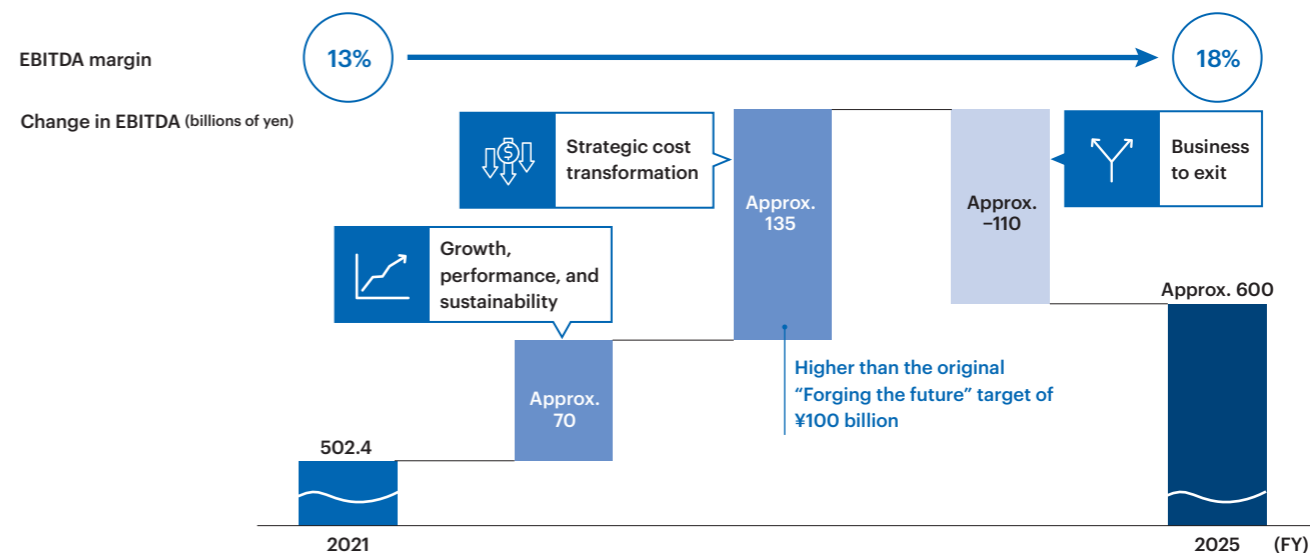 EBITDA margin
13%
18%
Change in EBITDA (billions of yen)
Strategic cost
transformation
Business
to exit
Approx.
135
Approx.
−110
Growth,
performance, and
sustainability
Approx. 600
Higher than the original
“Forging the future” target of
¥100 billion
Approx.
70
502.4
2021
2025
(FY)